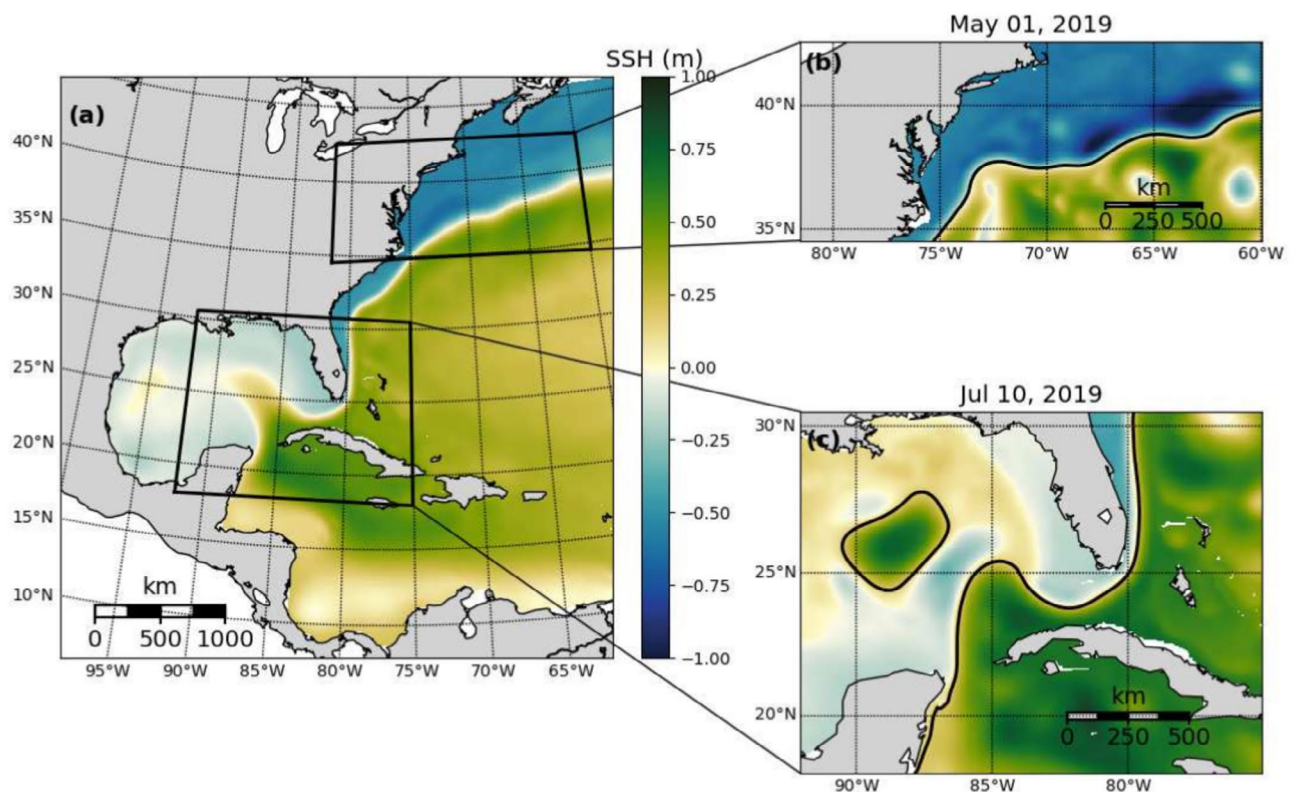 May 01, 2019
SSH (m)
(a)
(b)
1.00
0.75
0.50
0.25
0.00
−0.25
−0.50
−0.75
−1.00
40°N
35°N
30°N
25°N
20°N
15°N
10°N
km
0 500 1000
95°W 90°W 85°W 80°W 75°W 70°W 65°W
40°N
35°N
km
0 250 500
80°W 75°W 70°W 65°W 60°W
Jul 10, 2019
(c)
30°N
25°N
20°N
km
0 250 500
90°W 85°W 80°W